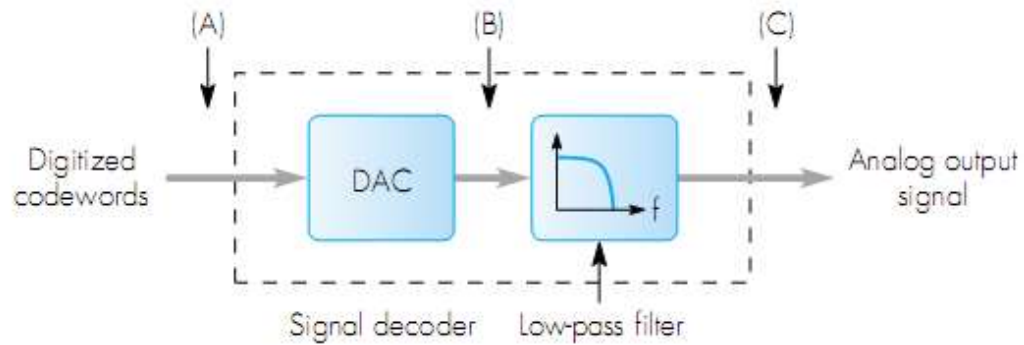 (A)
(B)
(C)
Digitized
codewords
DAC
f
Analog output
signal
Signal decoder
Low-pass filter